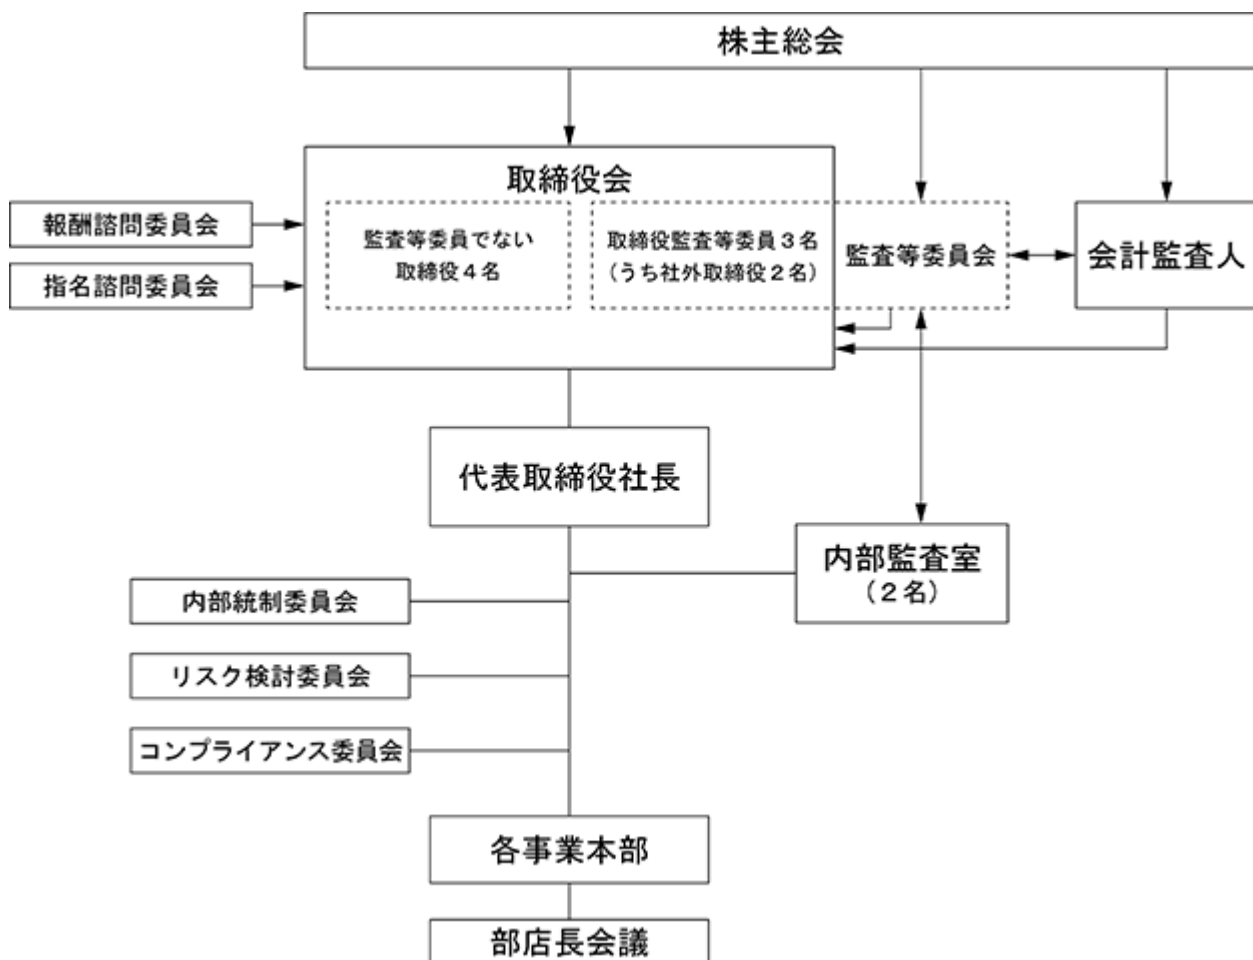 株主総会
取締役会
報酬諮問委員会
指名諮問委員会
監査等委員でない
取締役4名
取締役監査等委員3名
(うち社外取締役2名)
監査等委員会
会計監査人
代表取締役社長
内部監査室
(2名)
内部統制委員会
リスク検討委員会
コンプライアンス委員会
各事業本部
部店長会議